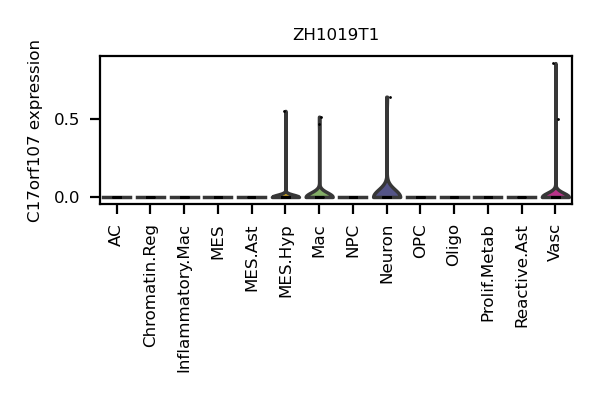 ZH1019T1
C17orf107 expression
0.5
0.0
AC
Chromatin.Reg
Inflammatory.Mac
MES
MES.Ast
MES.Hyp
Mac
NPC
Neuron
OPC
Oligo
Prolif.Metab
Reactive.Ast
Vasc